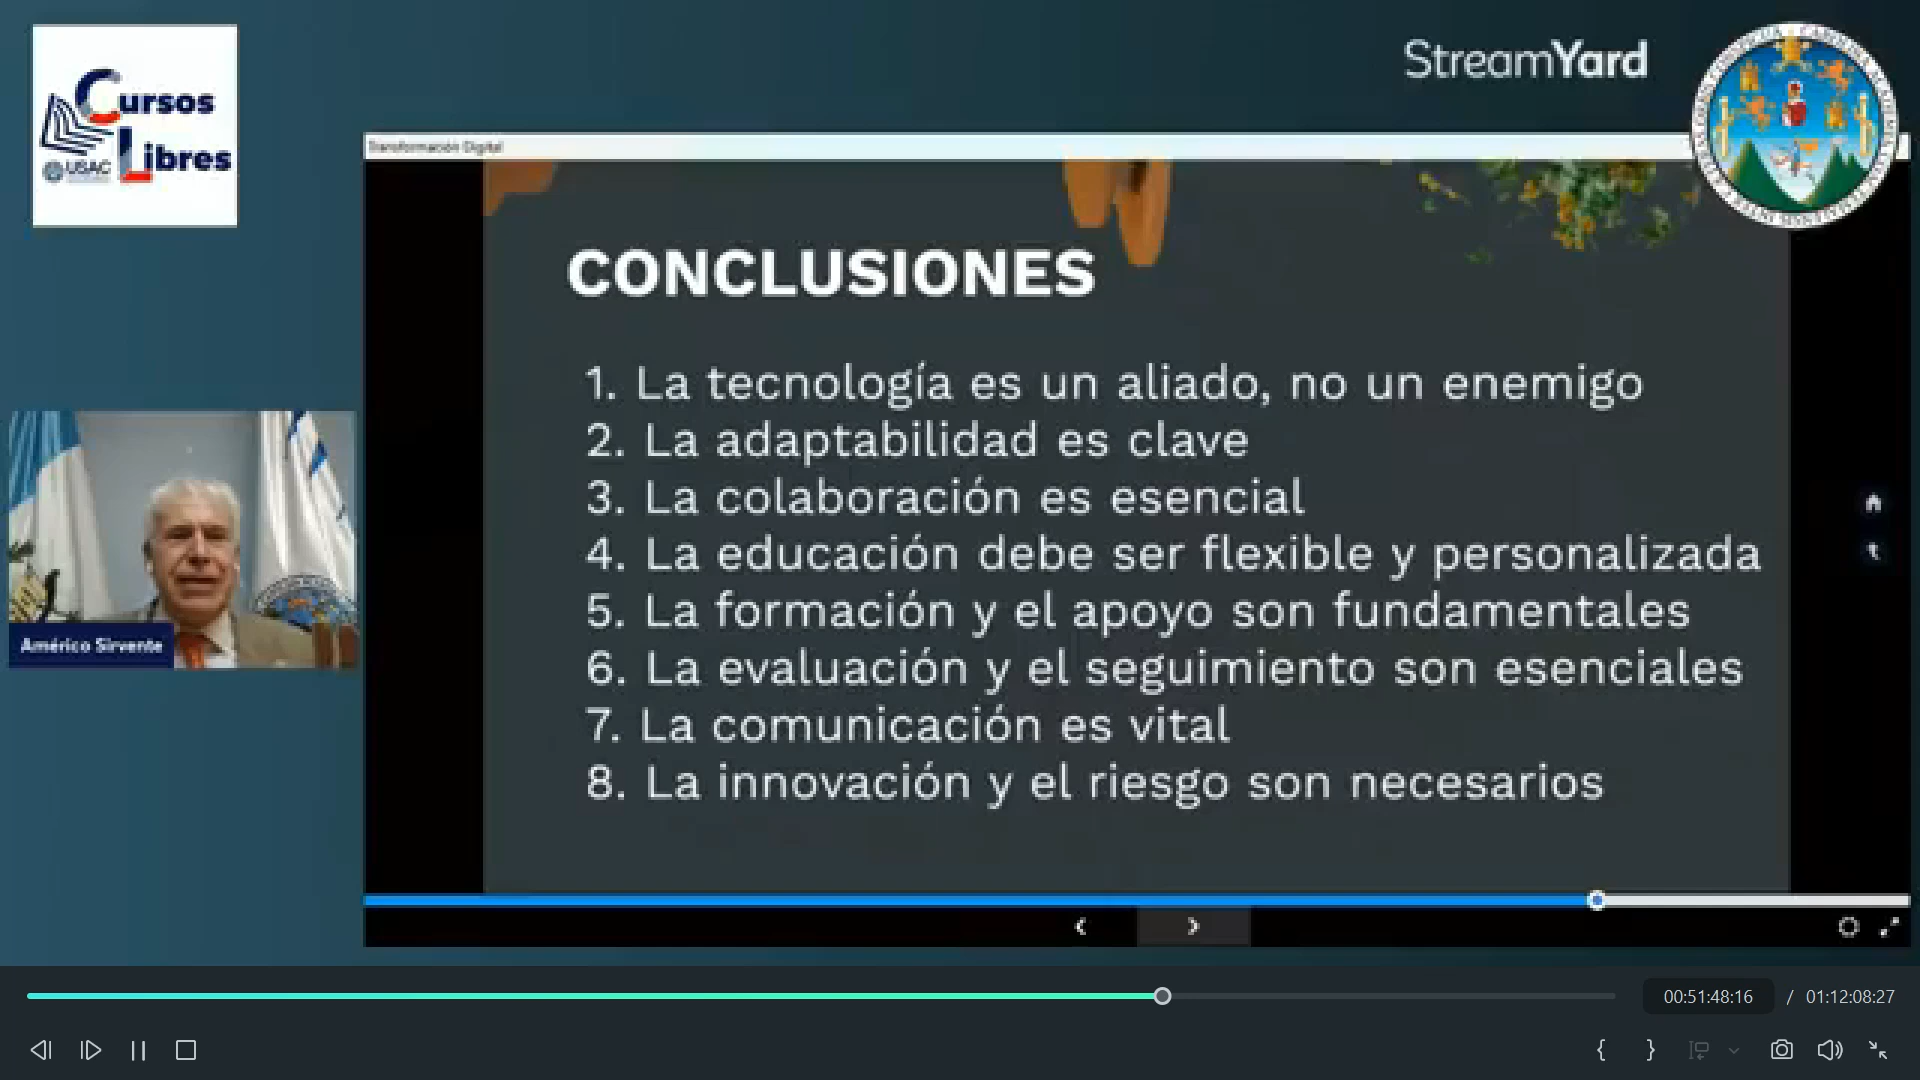 Cursos
Libres
USAC
StreamYard
Transformación Digital
CONCLUSIONES
1. La tecnología es un aliado, no un enemigo
2. La adaptabilidad es clave
3. La colaboración es esencial
4. La educación debe ser flexible y personalizada
5. La formación y el apoyo son fundamentales
6. La evaluación y el seguimiento son esenciales
7. La comunicación es vital
8. La innovación y el riesgo son necesarios
Américo Sirvente
00:51:48:16 / 01:12:08:27